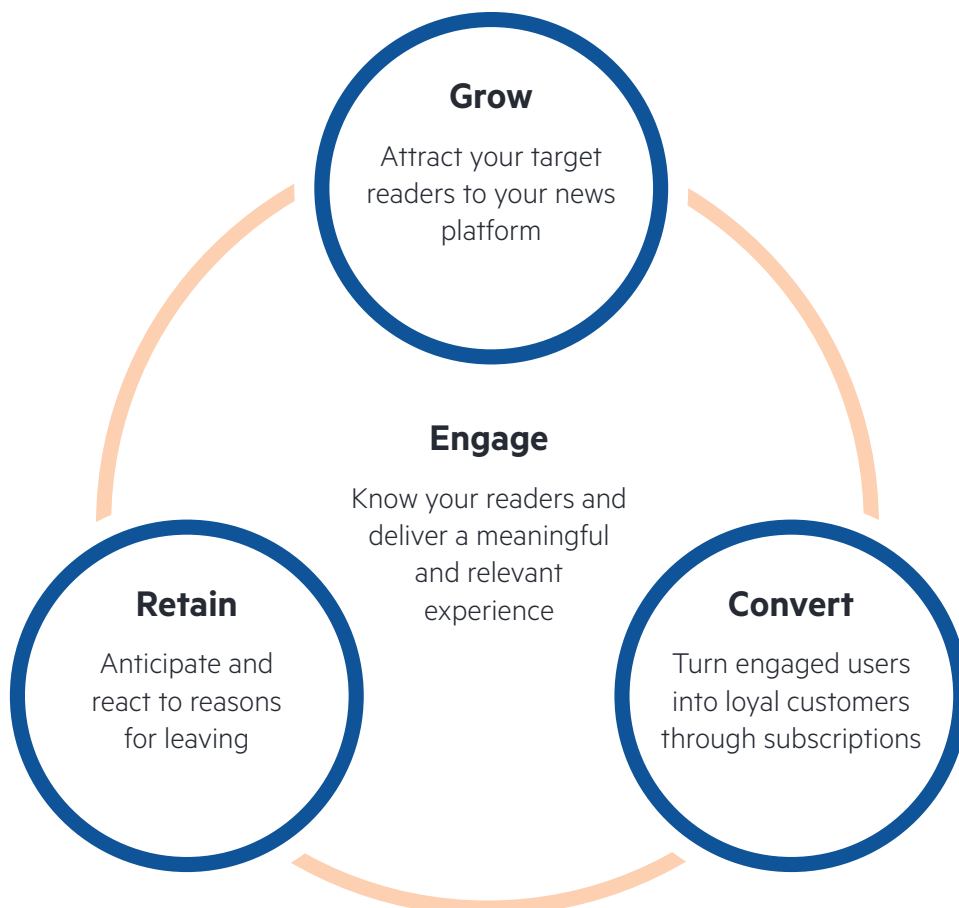 Grow
Attract your target
readers to your news
platform
Engage
Know your readers and
deliver a meaningful
and relevant
experience
Retain
Anticipate and
react to reasons
for leaving
Convert
Turn engaged users
into loyal customers
through subscriptions